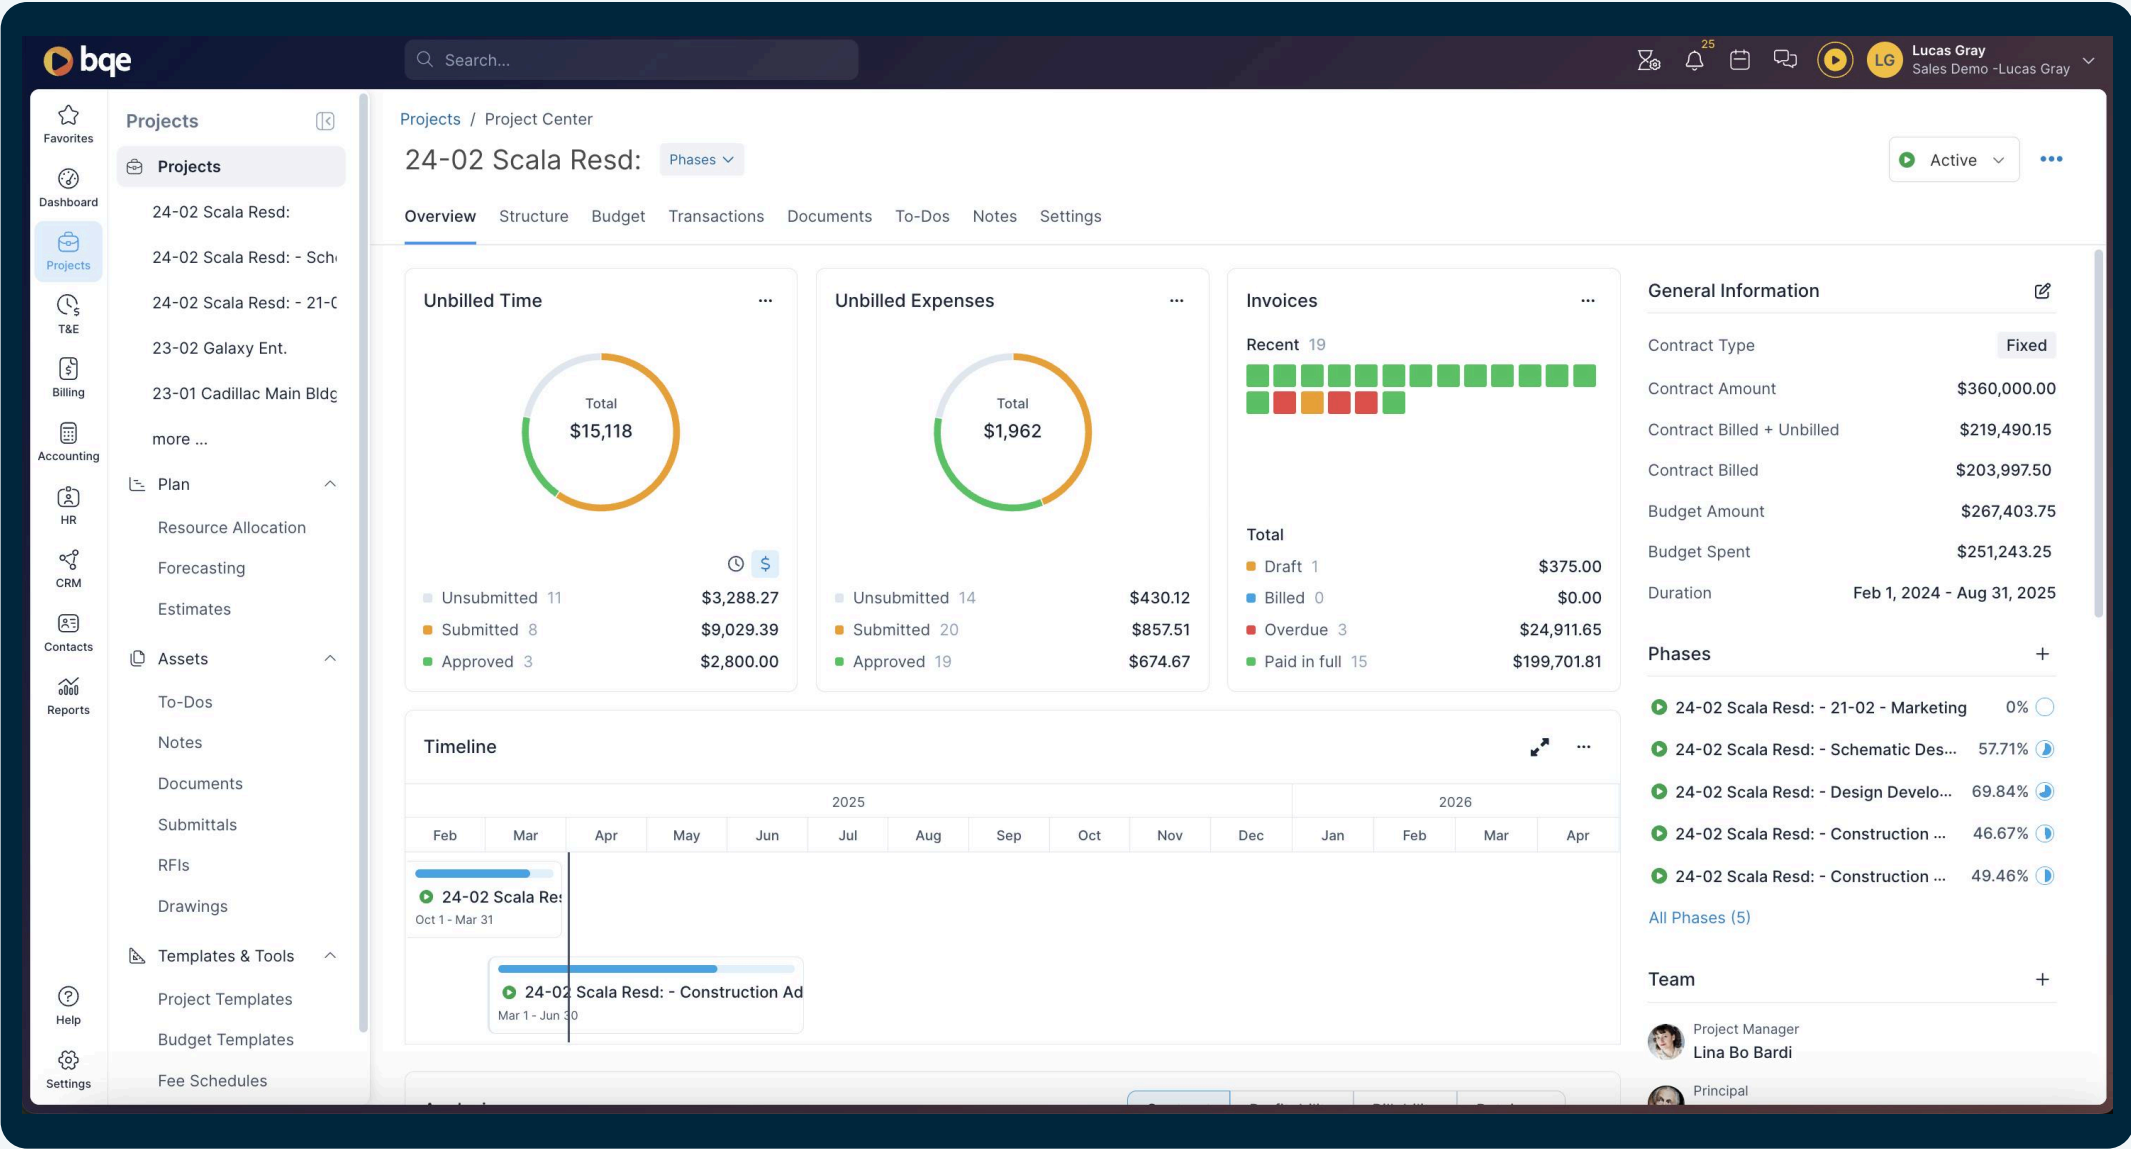 bqe
Search...
25
LG
Lucas Gray
Sales Demo -Lucas Gray
Favorites
Dashboard
Projects
T&E
Billing
Accounting
HR
CRM
Contacts
Reports
Help
Settings
Projects
Projects
24-02 Scala Resd:
24-02 Scala Resd: - Sch
24-02 Scala Resd: - 21-0
23-02 Galaxy Ent.
23-01 Cadillac Main Bldg
more ...
Plan
Resource Allocation
Forecasting
Estimates
Assets
To-Dos
Notes
Documents
Submittals
RFIs
Drawings
Templates & Tools
Project Templates
Budget Templates
Fee Schedules
Projects / Project Center
24-02 Scala Resd: Phases
Active
Overview Structure Budget Transactions Documents To-Dos Notes Settings
Unbilled Time
Total
$15,118
$
Unsubmitted 11 $3,288.27
Submitted 8 $9,029.39
Approved 3 $2,800.00
Unbilled Expenses
Total
$1,962
Unsubmitted 14 $430.12
Submitted 20 $857.51
Approved 19 $674.67
Invoices
Recent 19
Total
Draft 1 $375.00
Billed 0 $0.00
Overdue 3 $24,911.65
Paid in full 15 $199,701.81
Timeline
2025 2026
Feb Mar Apr May Jun Jul Aug Sep Oct Nov Dec Jan Feb Mar Apr
24-02 Scala Res
Oct 1 - Mar 31
24-02 Scala Resd: - Construction Ad
Mar 1 - Jun 30
General Information
Contract Type Fixed
Contract Amount $360,000.00
Contract Billed + Unbilled $219,490.15
Contract Billed $203,997.50
Budget Amount $267,403.75
Budget Spent $251,243.25
Duration Feb 1, 2024 - Aug 31, 2025
Phases
24-02 Scala Resd: - 21-02 - Marketing 0%
24-02 Scala Resd: - Schematic Des... 57.71%
24-02 Scala Resd: - Design Develo... 69.84%
24-02 Scala Resd: - Construction ... 46.67%
24-02 Scala Resd: - Construction ... 49.46%
All Phases (5)
Team
Project Manager
Lina Bo Bardi
Principal